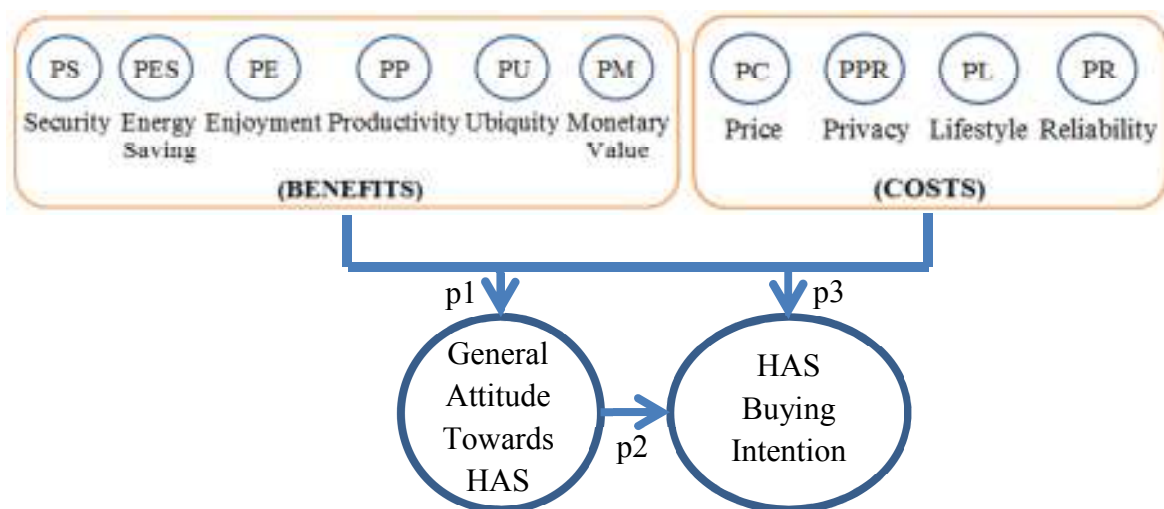 PS PES PE PP PU PM
Security Energy Enjoyment Productivity Ubiquity Monetary
Saving Value
(BENEFITS)
PC PPR PL PR
Price Privacy Lifestyle Reliability
(COSTS)
p1
p3
General
Attitude
Towards
HAS
p2
HAS
Buying
Intention